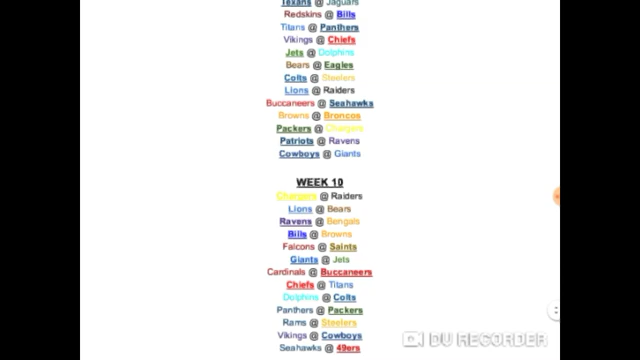 Texans @ Jaguars
Redskins @ Bills
Titans @ Panthers
Vikings @ Chiefs
Jets @ Dolphins
Bears @ Eagles
Colts @ Steelers
Lions @ Raiders
Buccaneers @ Seahawks
Browns @ Broncos
Packers @ Chargers
Patriots @ Ravens
Cowboys @ Giants
WEEK 10
Chargers @ Raiders
Lions @ Bears
Ravens @ Bengals
Bills @ Browns
Falcons @ Saints
Giants @ Jets
Cardinals @ Buccaneers
Chiefs @ Titans
Dolphins @ Colts
Panthers @ Packers
Rams @ Steelers
Vikings @ Cowboys
Seahawks @ 49ers
DU RECORDER